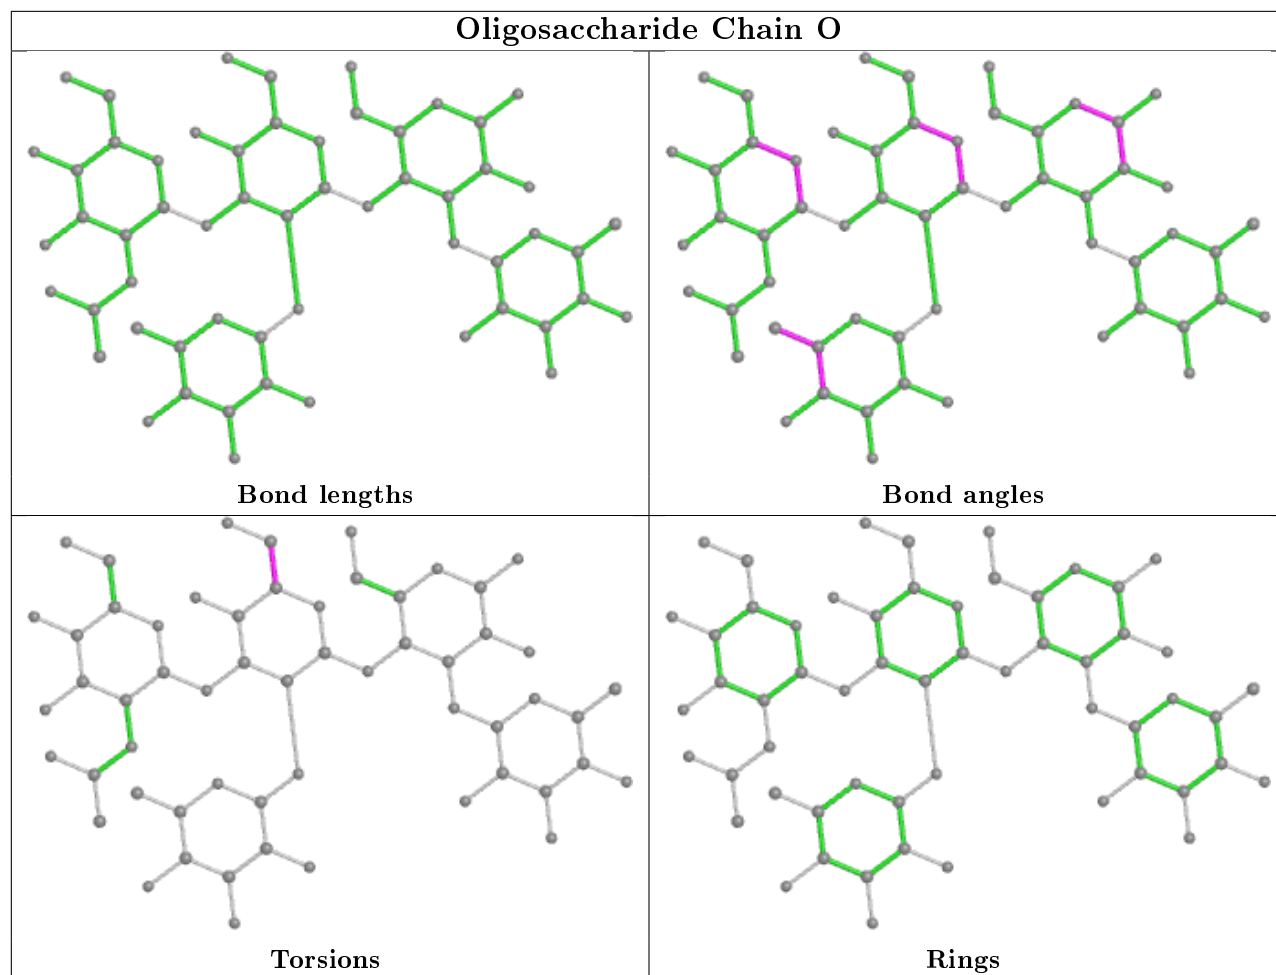 Oligosaccharide Chain O
Bond lengths
Bond angles
Torsions
Rings